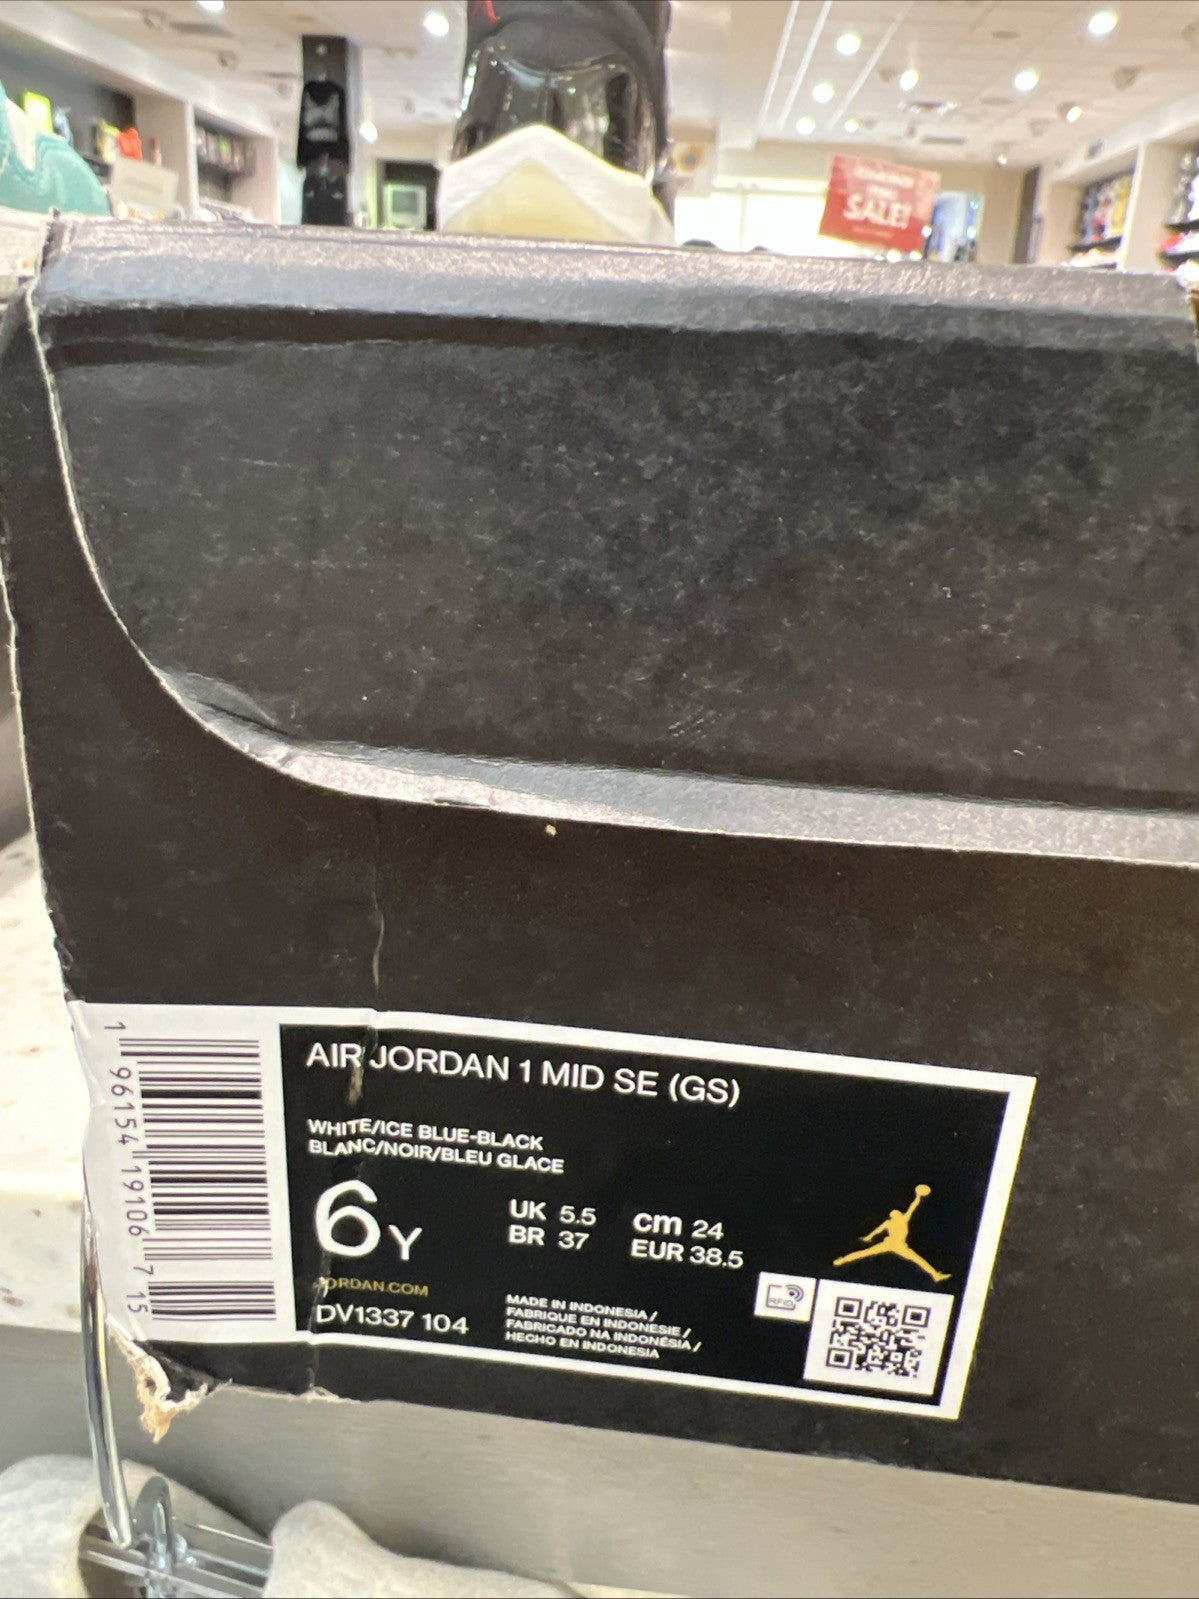 SALE!
AIR JORDAN 1 MID SE (GS)
WHITE/ICE BLUE-BLACK
BLANC/NOIR/BLEU GLACE
6Y
UK 5.5
BR 37
cm 24
EUR 38.5
JORDAN.COM
DV1337 104
MADE IN INDONESIA /
FABRIQUE EN INDONESIE /
FABRICADO NA INDONÉSIA /
HECHO EN INDONESIA
RFID
1 96154 19106 7 15